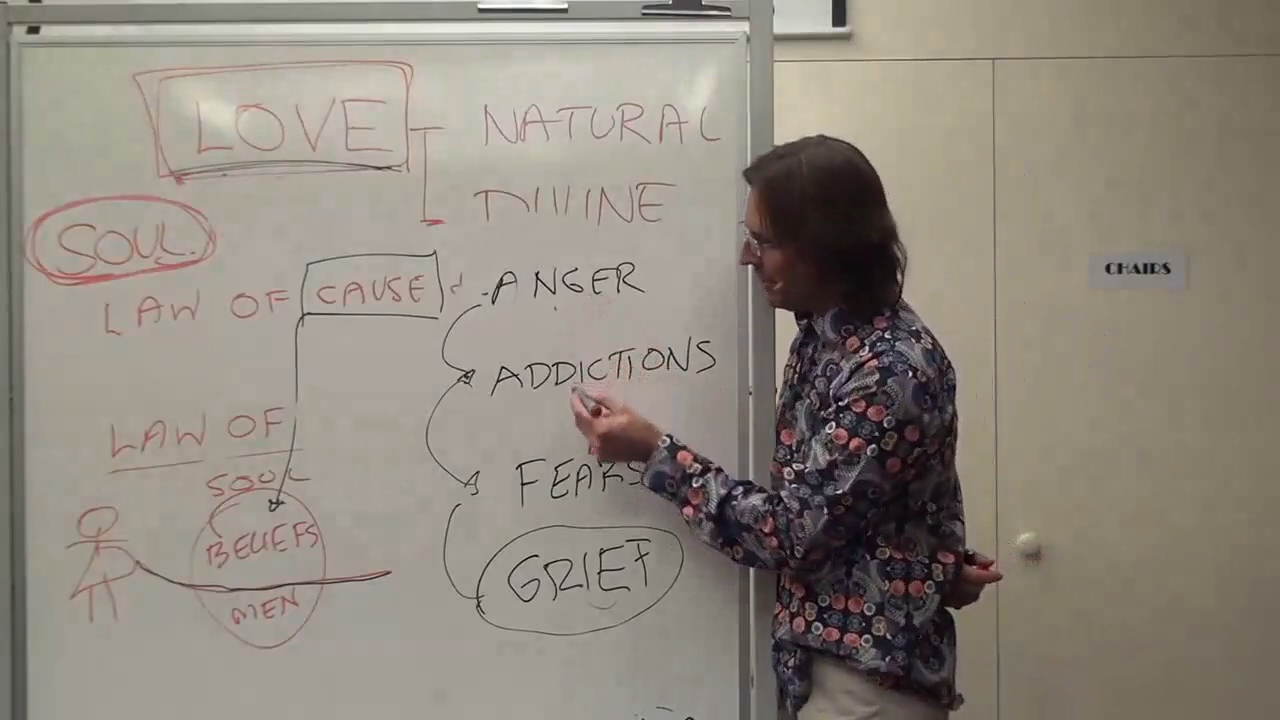 LOVE
NATURAL
DIVINE
SOUL.
LAW OF CAUSE
ANGER
ADDICTIONS
LAW OF
SOUL
BELIEFS
MEN
FEARS
GRIEF
CHAIRS